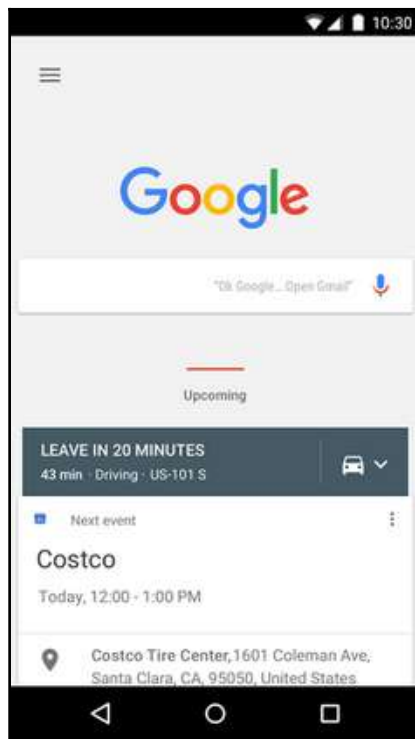 10:30
Google
"Ok Google... Open Gmail"
Upcoming
LEAVE IN 20 MINUTES
43 min · Driving · US-101 S
Next event
Costco
Today, 12:00 - 1:00 PM
Costco Tire Center, 1601 Coleman Ave,
Santa Clara, CA, 95050, United States